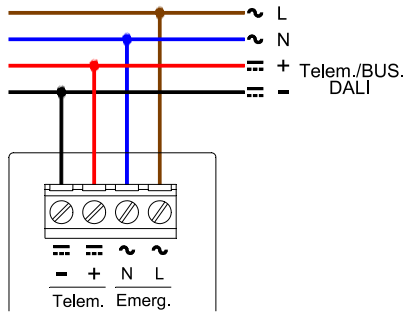 ~ L
~ N
⎓ + Telem./BUS.
⎓ - DALI
⎓ ⎓ ~ ~
- + N L
Telem. Emerg.